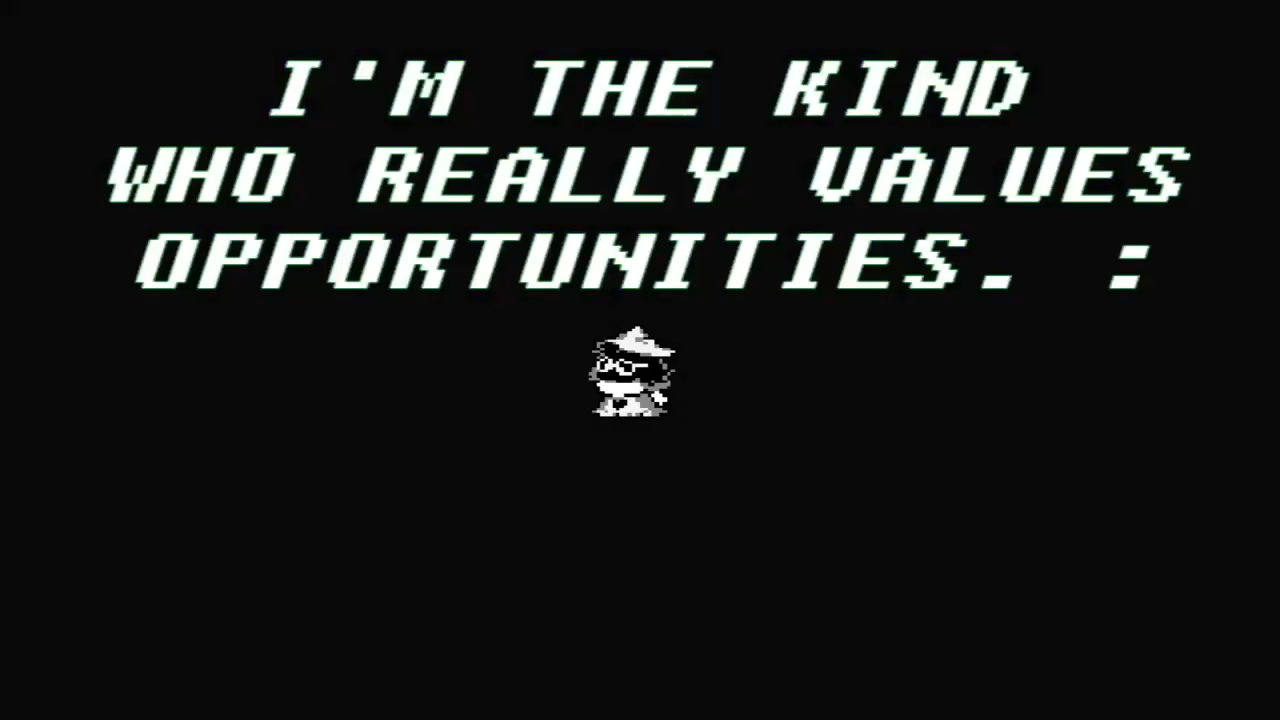 I'M THE KIND
WHO REALLY VALUES
OPPORTUNITIES. :